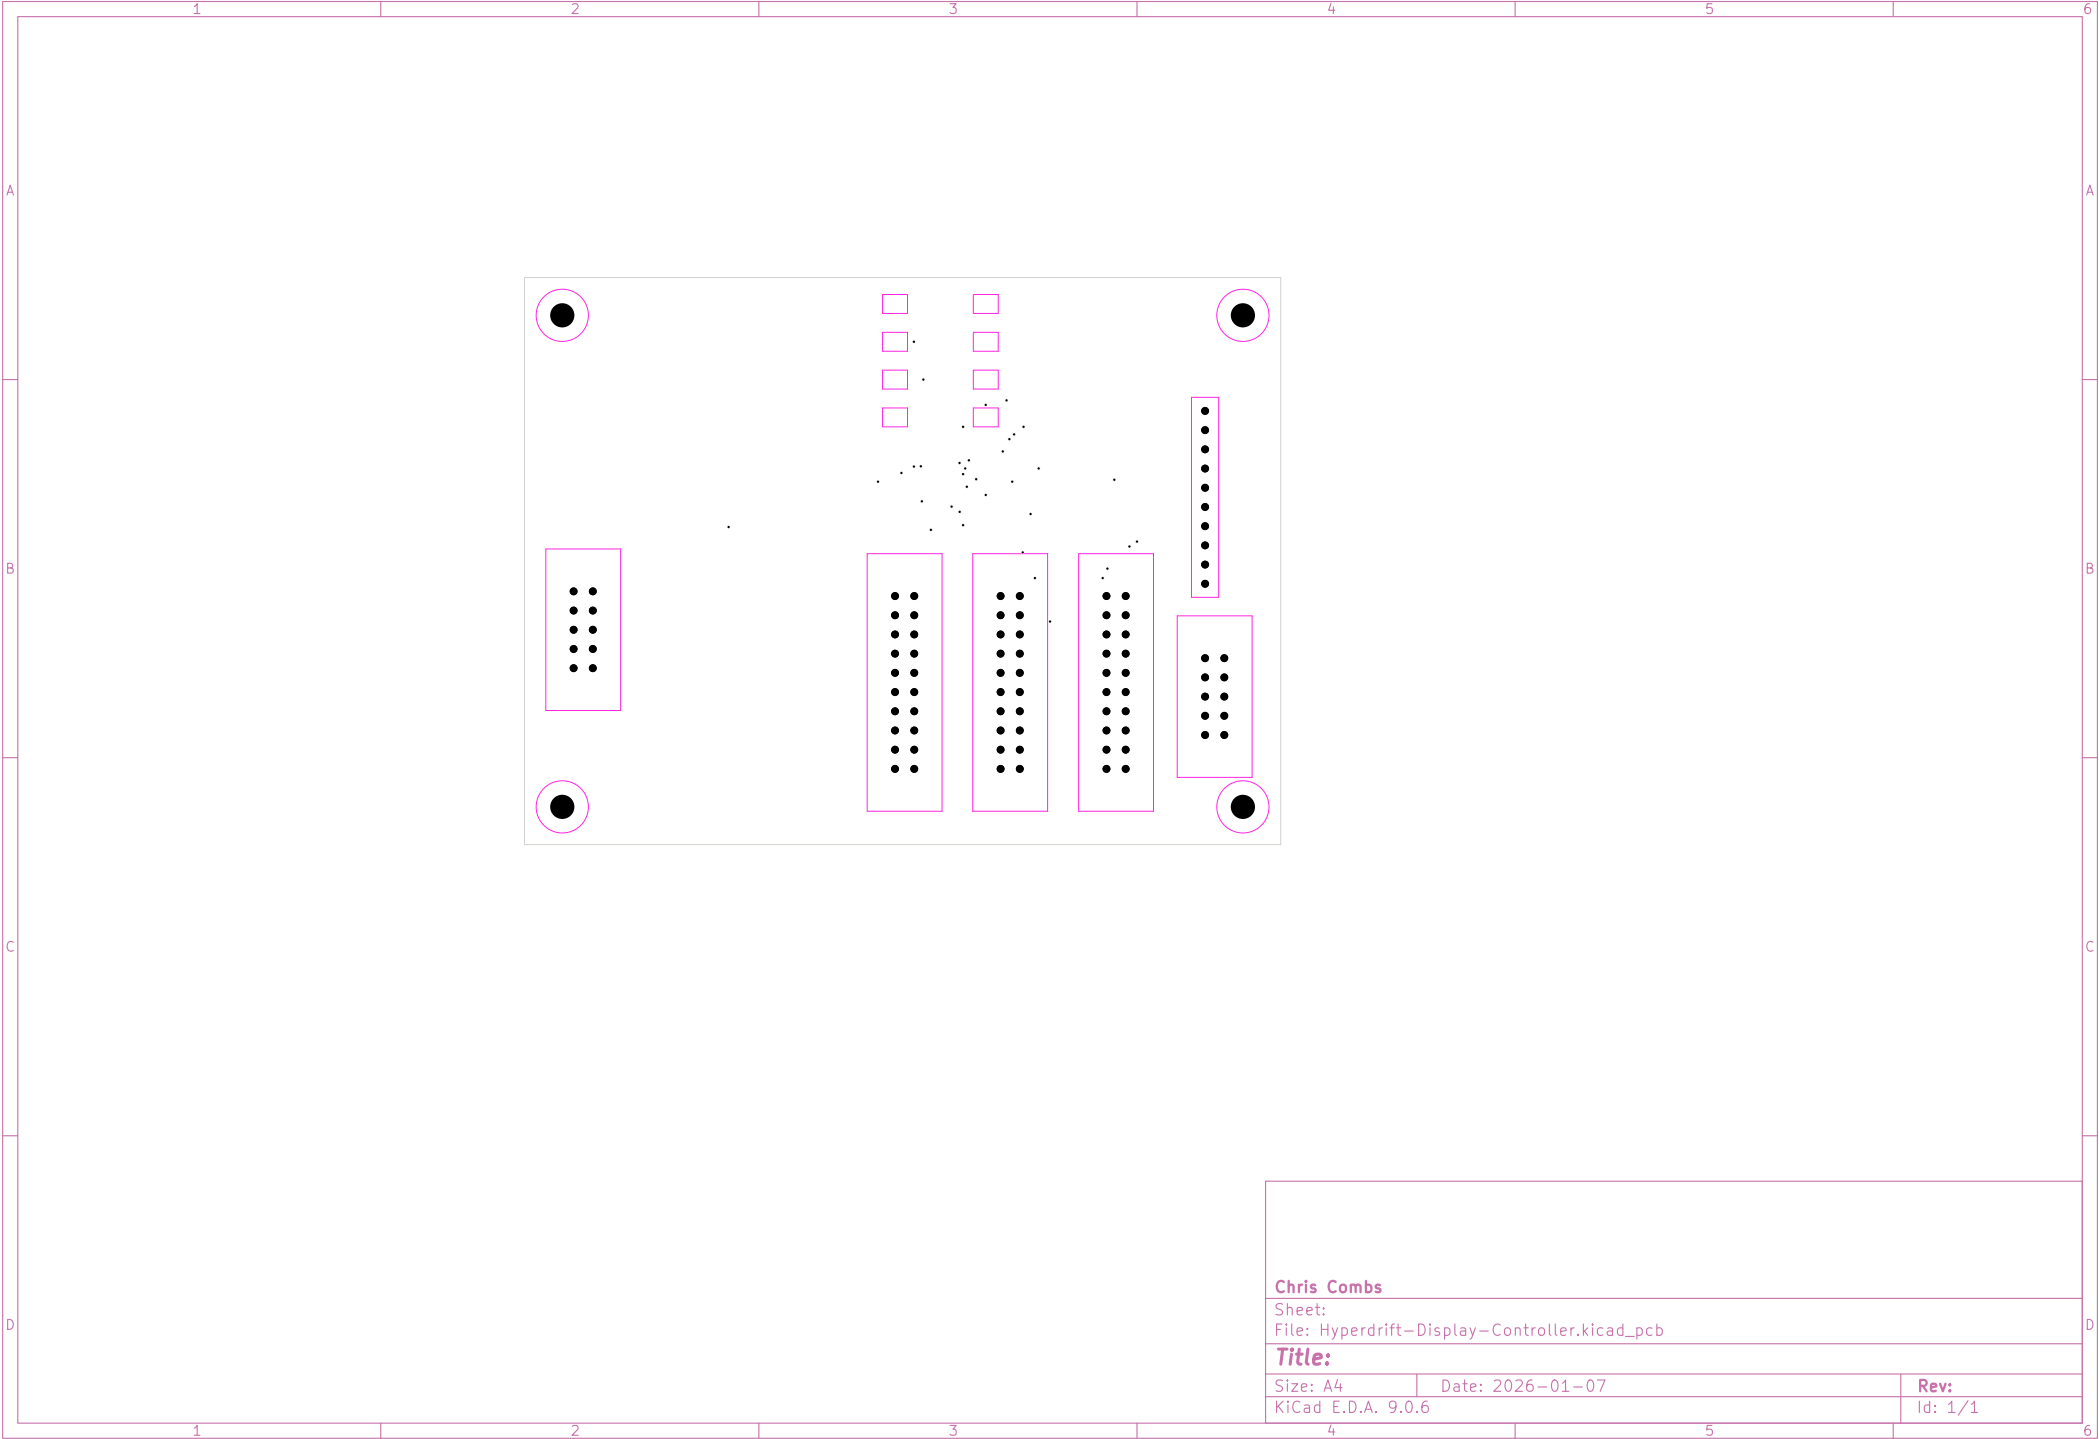 1 2 3 4 5 6
A A
B B
C C
D D
Chris Combs
Sheet:
File: Hyperdrift-Display-Controller.kicad_pcb
Title:
Size: A4 Date: 2026-01-07 Rev:
KiCad E.D.A. 9.0.6 Id: 1/1
1 2 3 4 5 6